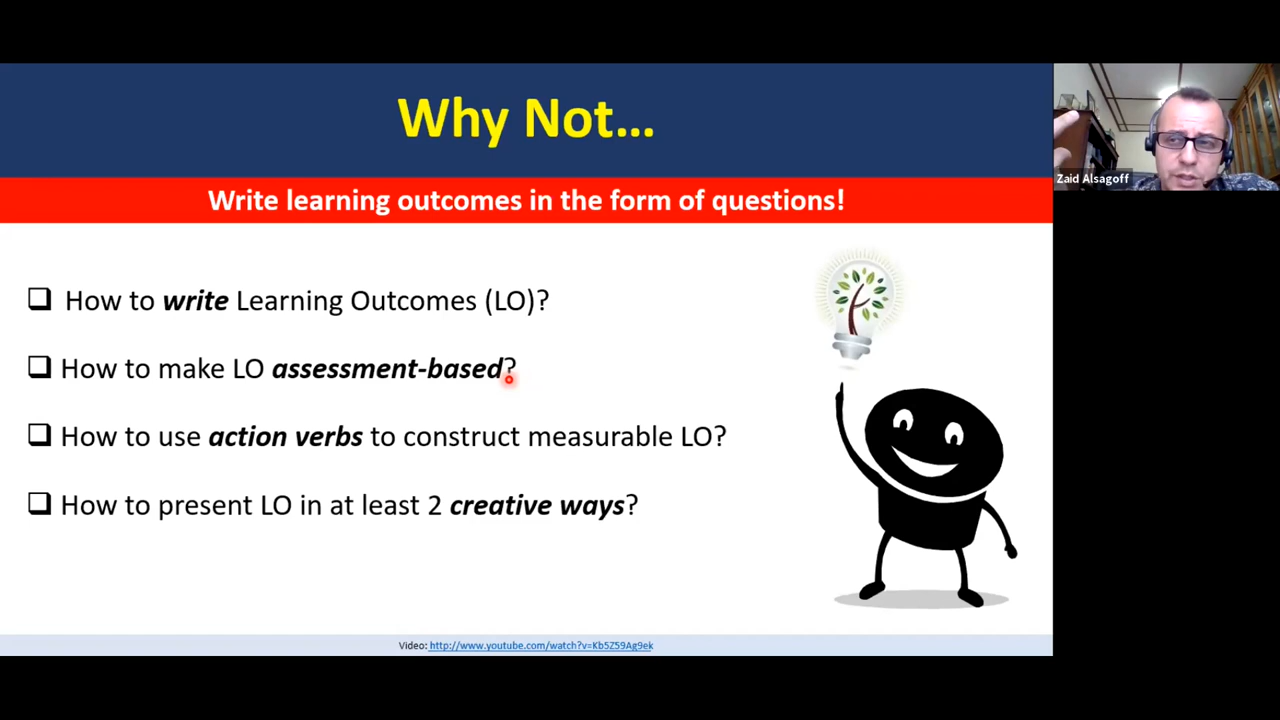 Why Not...
Write learning outcomes in the form of questions!
How to write Learning Outcomes (LO)?
How to make LO assessment-based?
How to use action verbs to construct measurable LO?
How to present LO in at least 2 creative ways?
Video: http://www.youtube.com/watch?v=Kb5Z59Ag9ek
Zaid Alsagoff